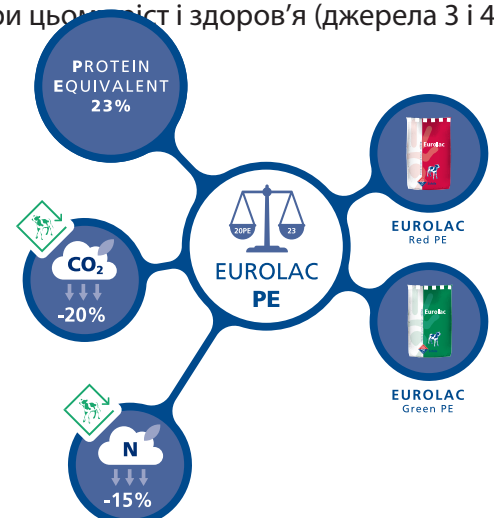 ри цьому ріст і здоров’я (джерела 3 і 4
PROTEIN
EQUIVALENT
23%
Eurolac
EUROLAC
Red PE
20PE
23
EUROLAC
PE
CO₂
-20%
Eurolac
EUROLAC
Green PE
N
-15%